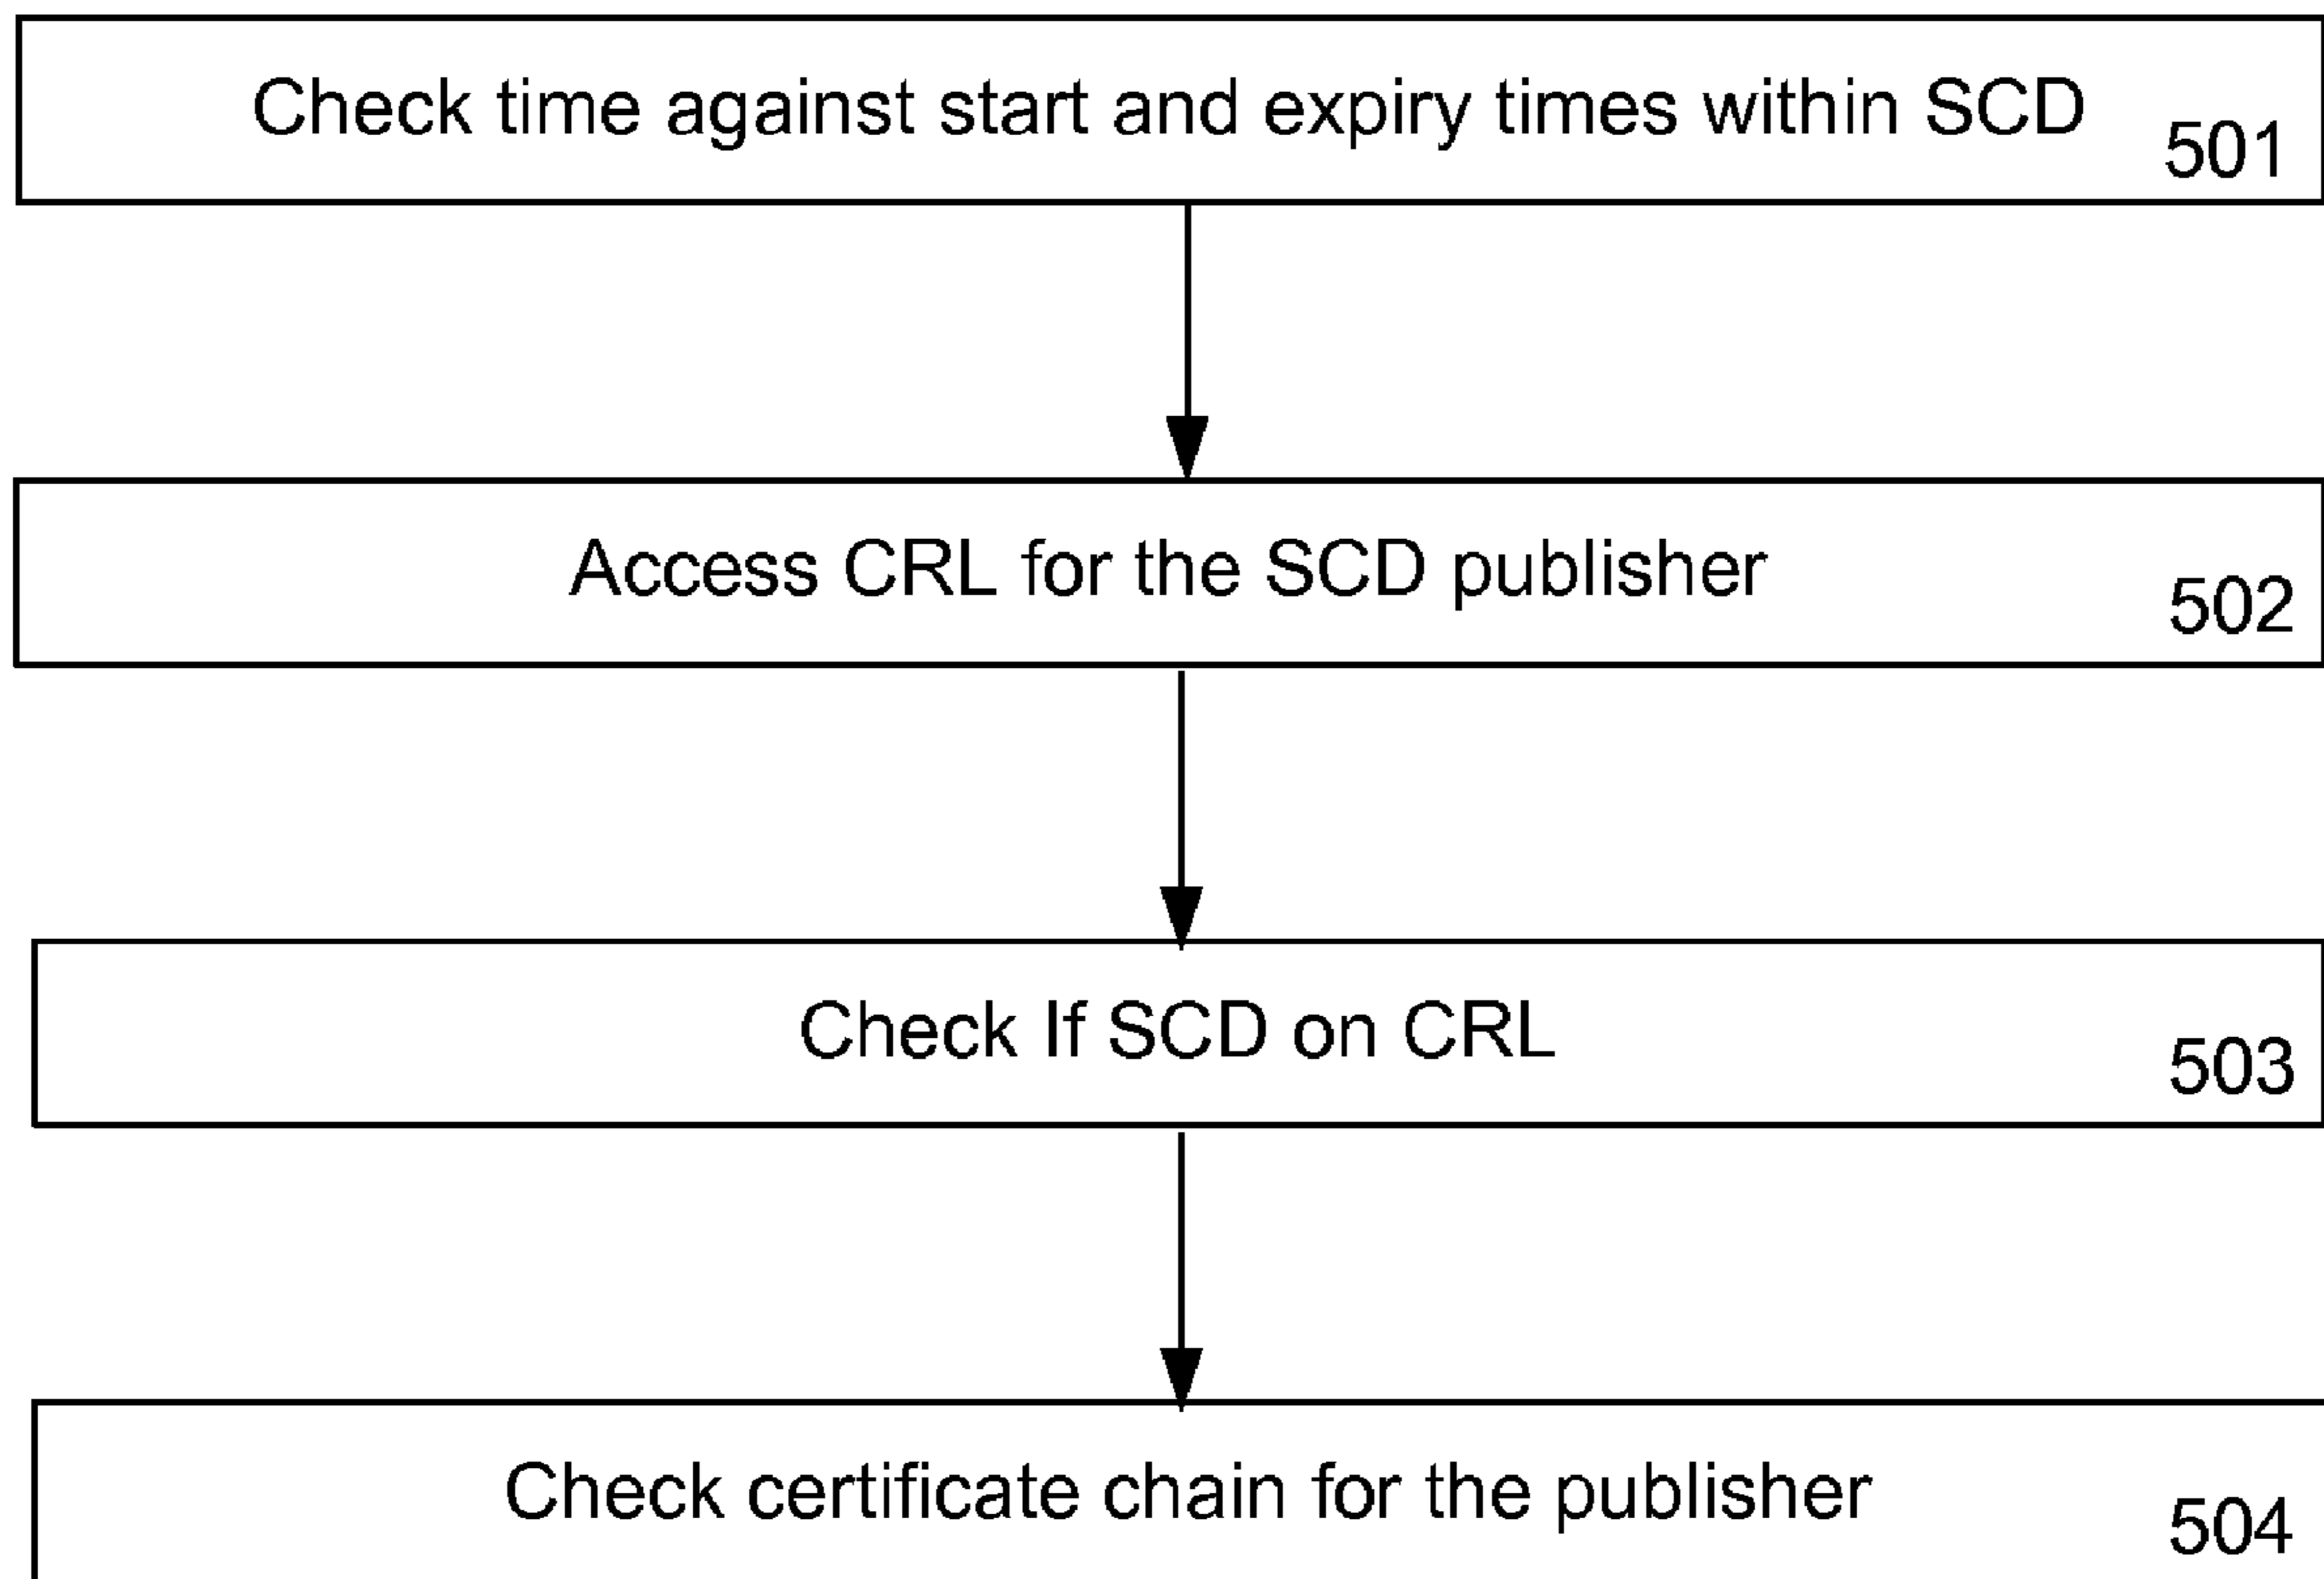 Check time against start and expiry times within SCD
501
Access CRL for the SCD publisher
502
Check If SCD on CRL
503
Check certificate chain for the publisher
504